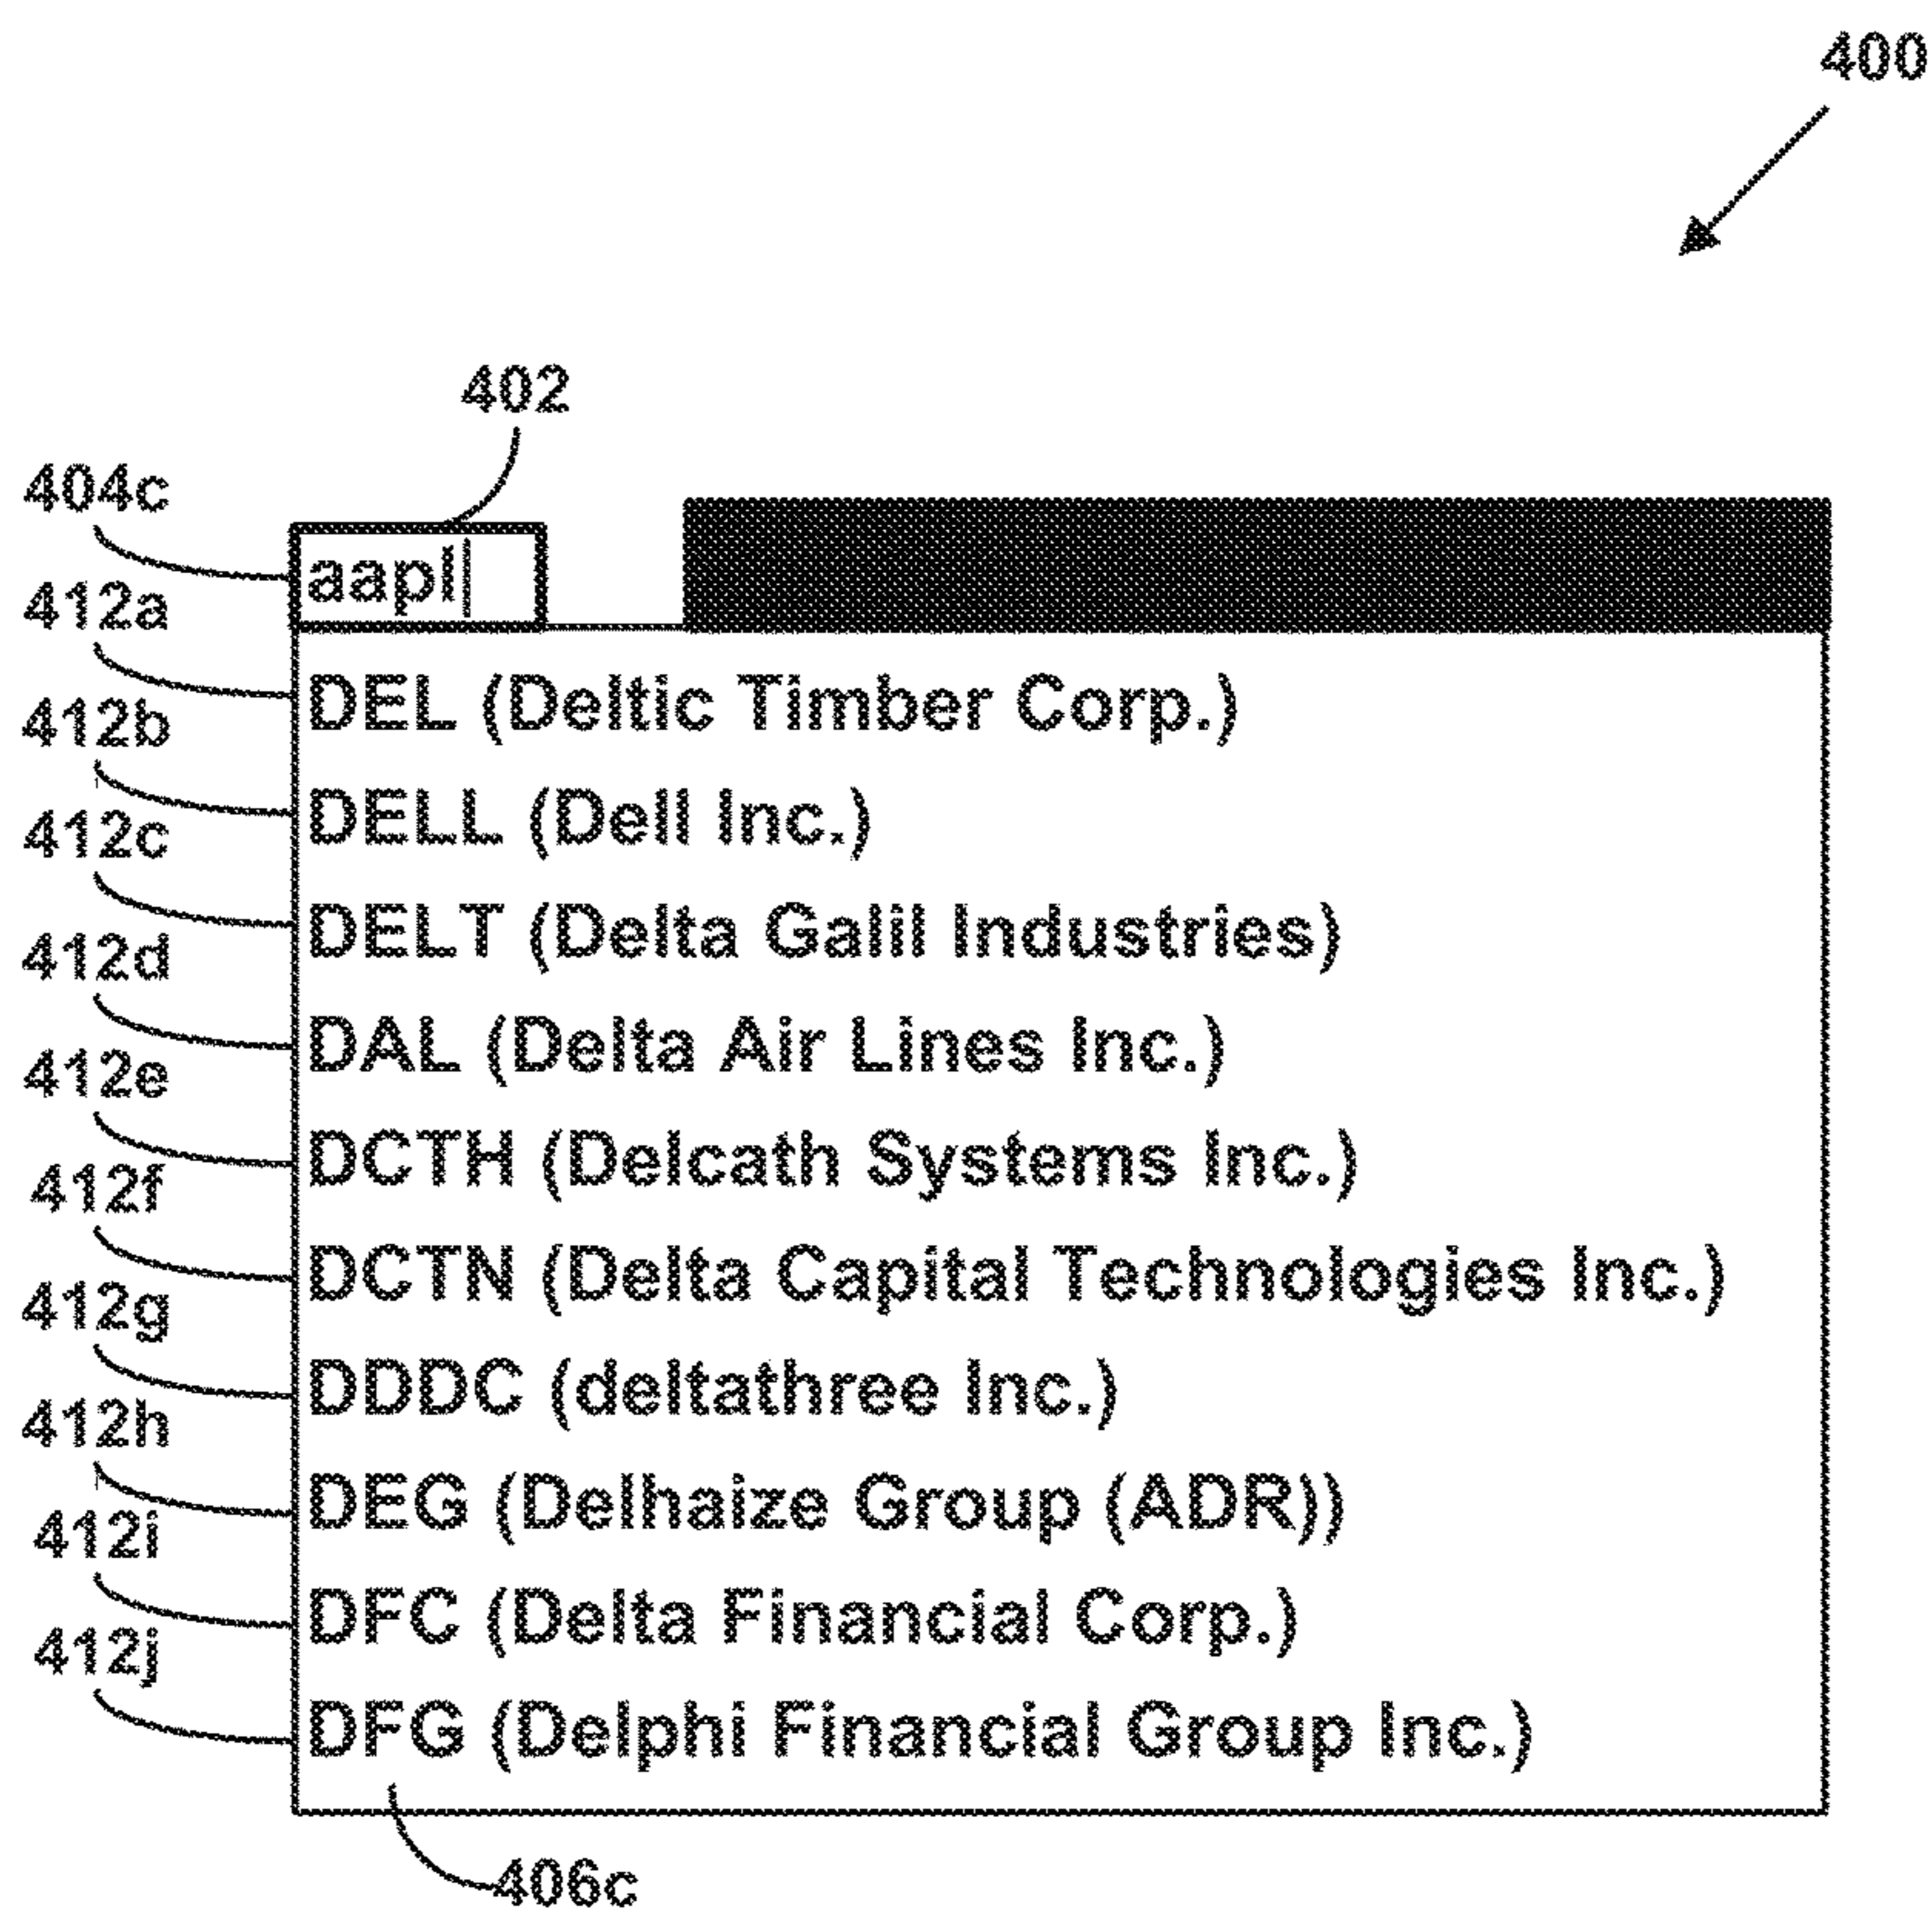 400
402
404c
aapl
412a
DEL (Deltic Timber Corp.)
412b
DELL (Dell Inc.)
412c
DELT (Delta Galil Industries)
412d
DAL (Delta Air Lines Inc.)
412e
DCTH (Delcath Systems Inc.)
412f
DCTN (Delta Capital Technologies Inc.)
412g
DDDC (deltathree Inc.)
412h
DEG (Delhaize Group (ADR))
412i
DFC (Delta Financial Corp.)
412j
DFG (Delphi Financial Group Inc.)
406c